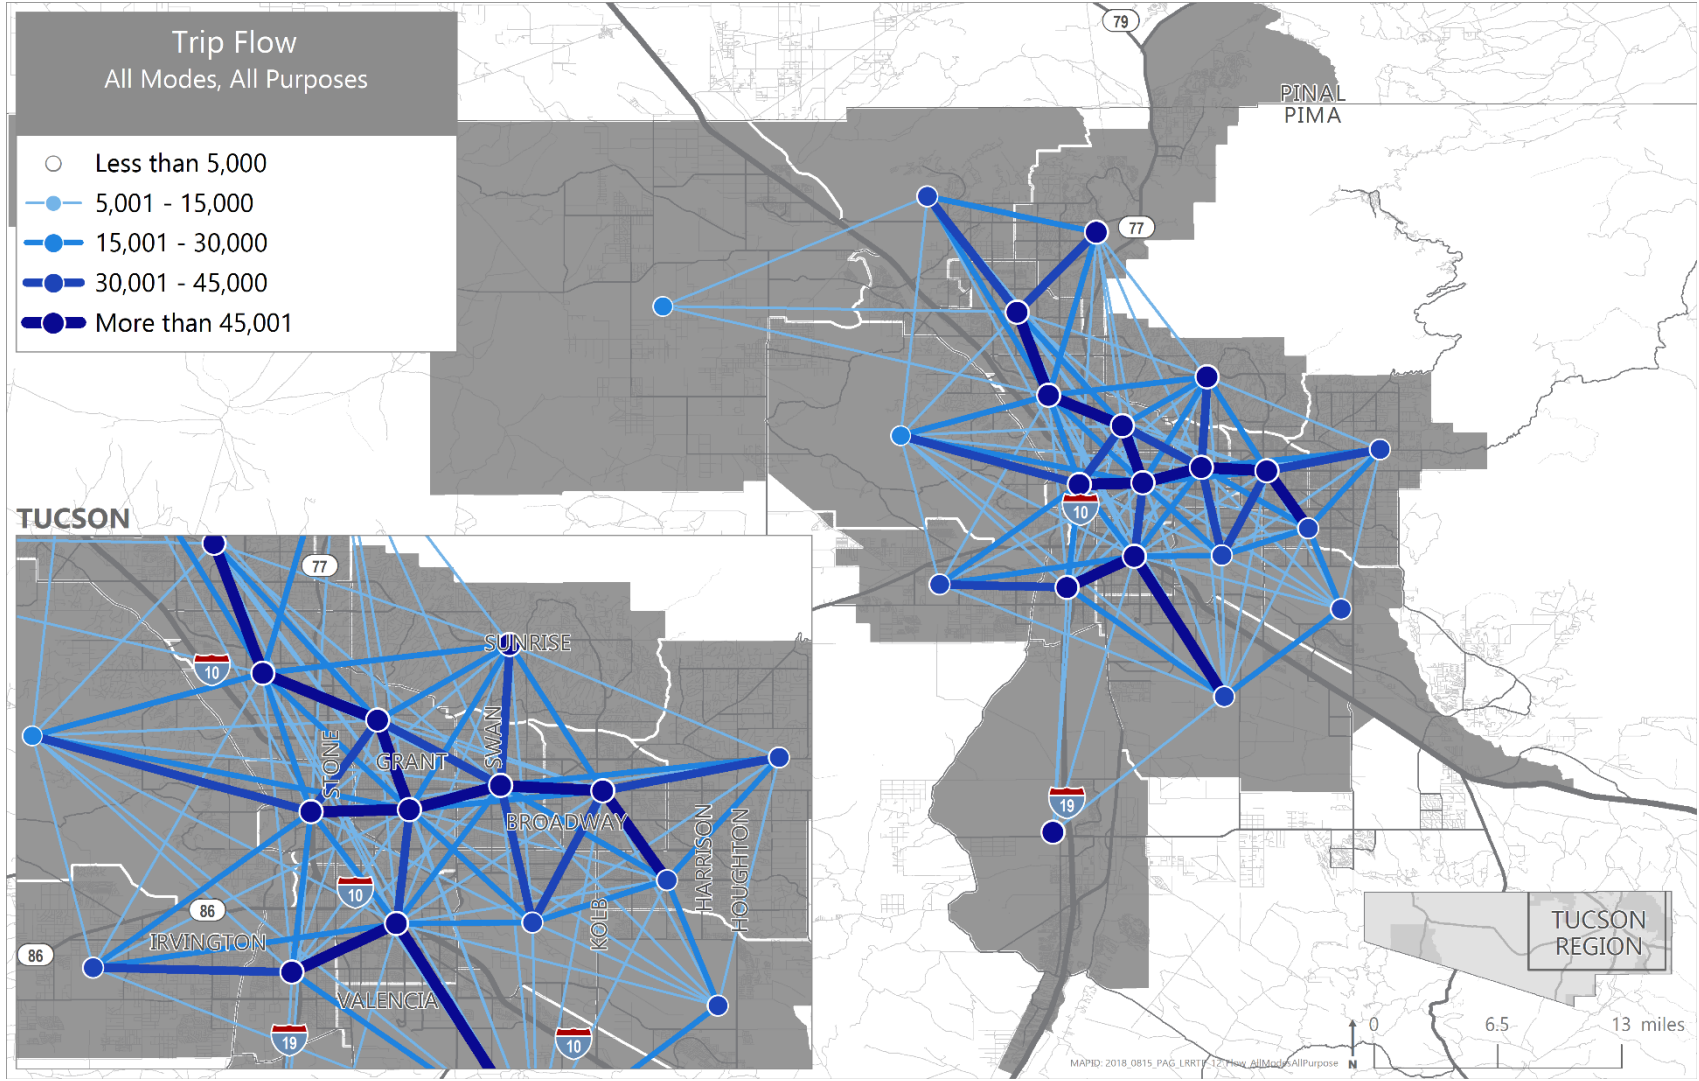 Trip Flow
All Modes, All Purposes
Less than 5,000
5,001 - 15,000
15,001 - 30,000
30,001 - 45,000
More than 45,001
79
PINAL
PIMA
77
10
19
TUCSON
77
SUNRISE
10
STONE
GRANT
SWAN
BROADWAY
HARRISON
HOUGHTON
KOLB
10
86
IRVINGTON
86
VALENCIA
19
10
TUCSON
REGION
0 6.5 13 miles
N
MAPID: 2018_0815_PAG_LRRTP_12_Flow_AllModesAllPurpose